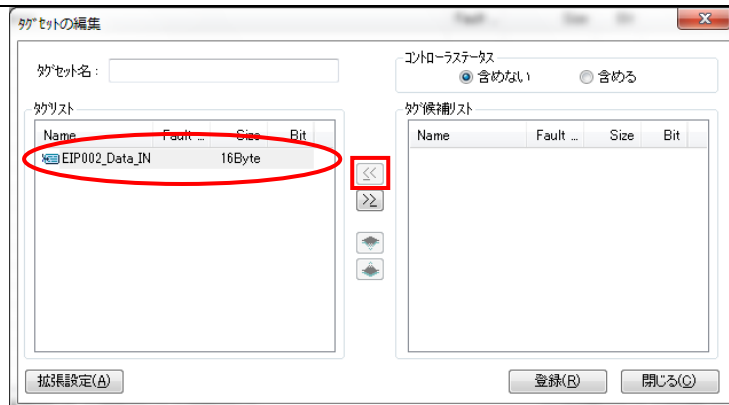 タグセットの編集
タグセット名：
コントローラステータス
含めない 含める
タグリスト
Name Fault ... Size Bit
EIP002_Data_IN 16Byte
<<
>>
タグ候補リスト
Name Fault ... Size Bit
拡張設定(A)
登録(R) 閉じる(C)